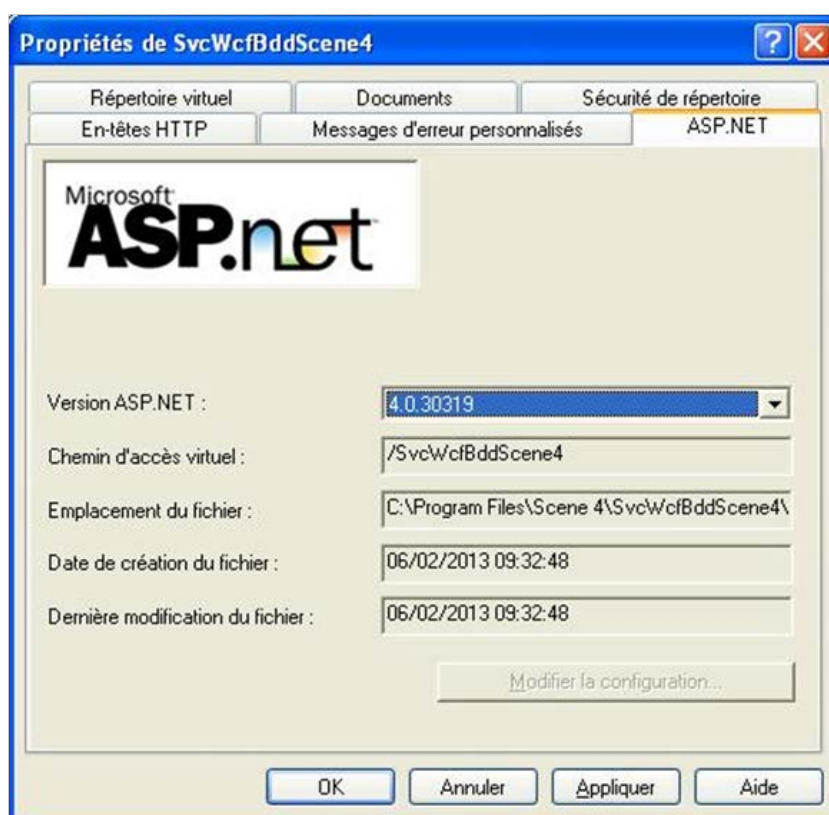 Propriétés de SvcWcfBddScene4
Répertoire virtuel
Documents
Sécurité de répertoire
En-têtes HTTP
Messages d'erreur personnalisés
ASP.NET
Microsoft
ASP.net
Version ASP.NET : 4.0.30319
Chemin d'accès virtuel : /SvcWcfBddScene4
Emplacement du fichier : C:\Program Files\Scene 4\SvcWcfBddScene4\
Date de création du fichier : 06/02/2013 09:32:48
Dernière modification du fichier : 06/02/2013 09:32:48
Modifier la configuration...
OK
Annuler
Appliquer
Aide